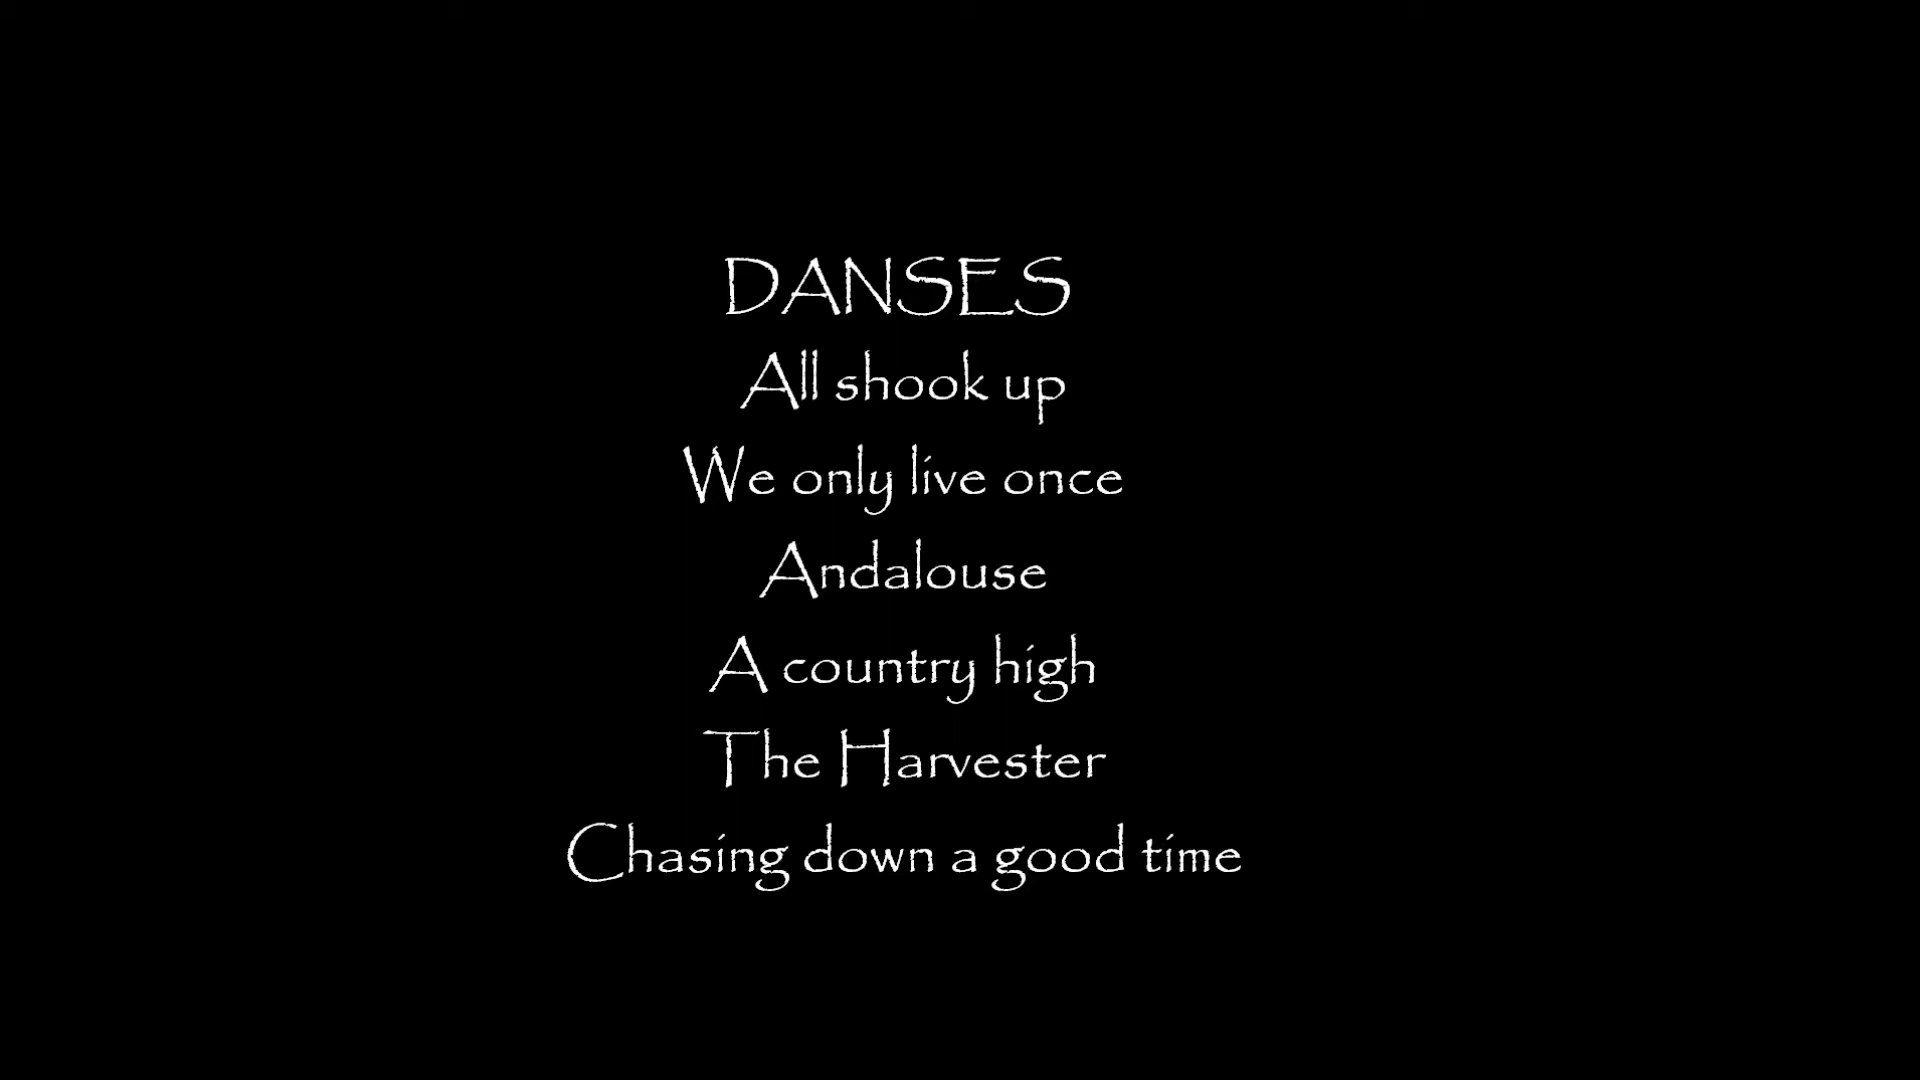 DANSES
All shook up
We only live once
Andalouse
A country high
The Harvester
Chasing down a good time